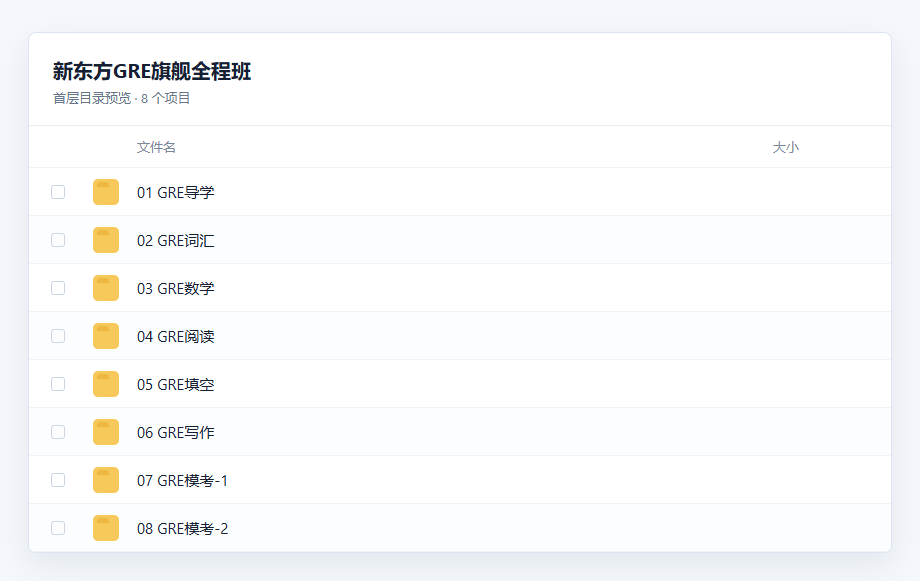 新东方GRE旗舰全程班
首层目录预览 · 8 个项目
文件名 大小
01 GRE导学
02 GRE词汇
03 GRE数学
04 GRE阅读
05 GRE填空
06 GRE写作
07 GRE模考-1
08 GRE模考-2